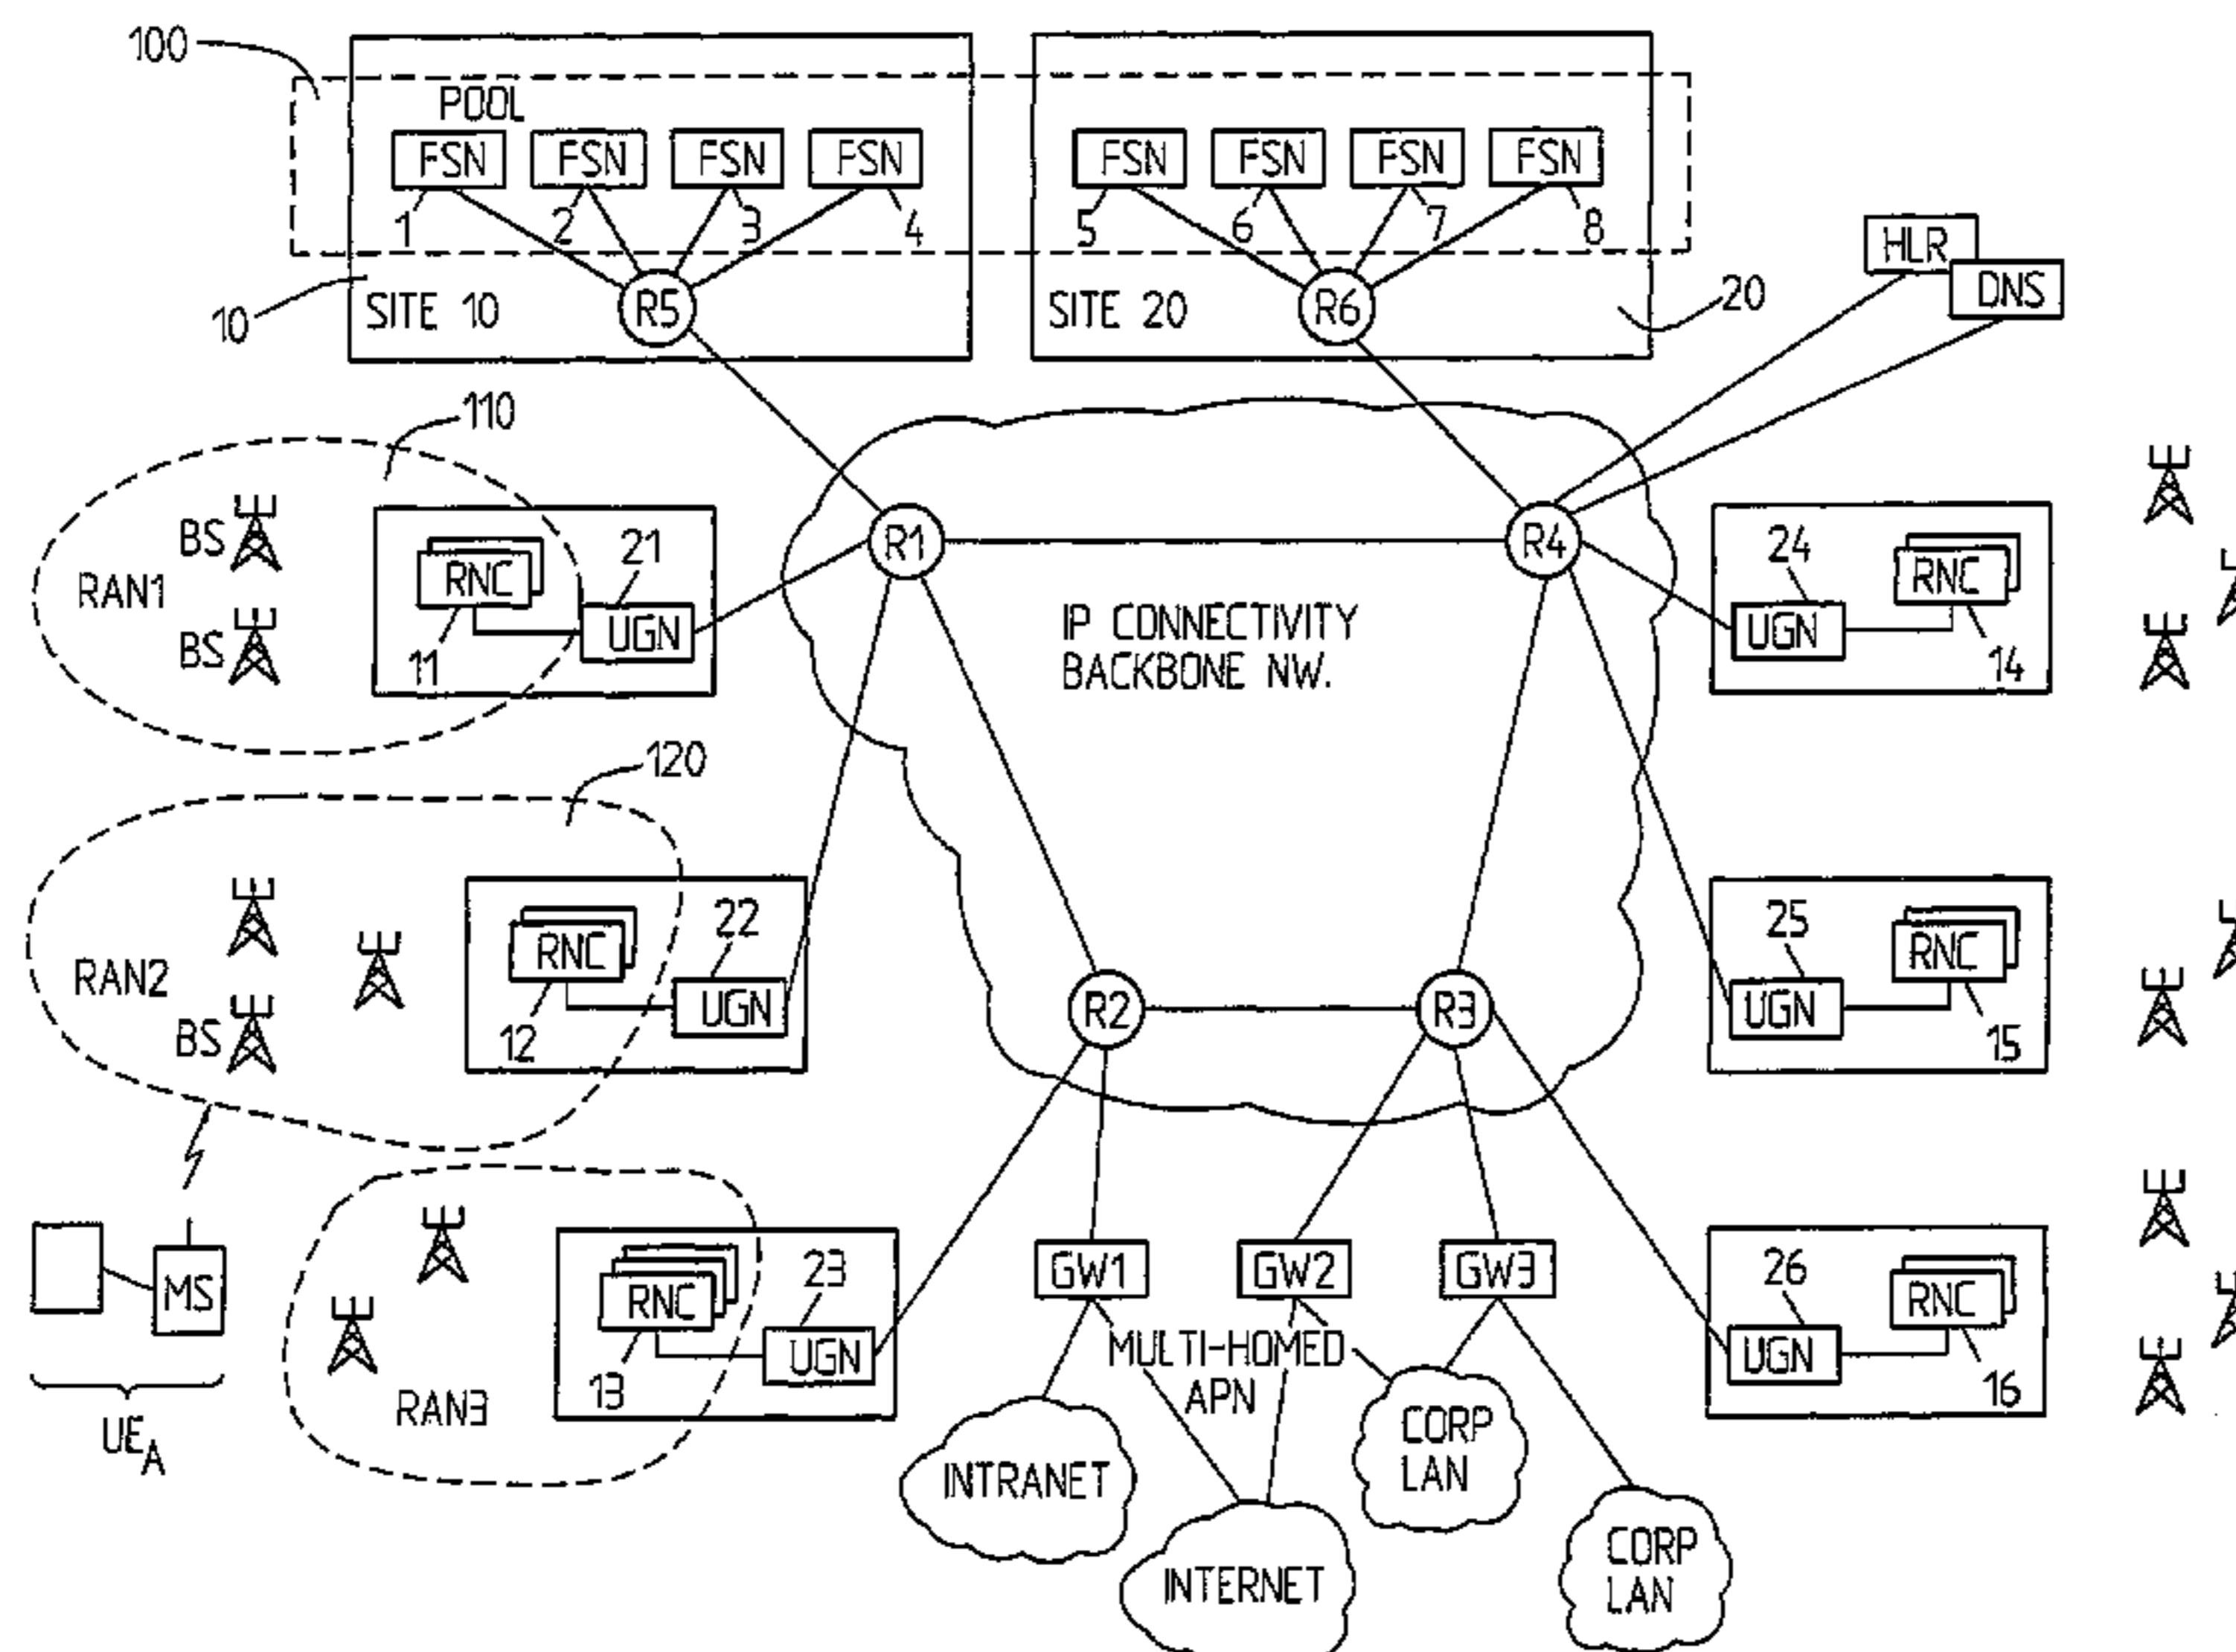 100
POOL
FSN FSN FSN FSN FSN FSN FSN FSN
1 2 3 4 5 6 7 8
HLR
DNS
10
SITE 10
R5
SITE 20
R6
20
110
BS
RAN1
BS
RNC
11
21
UGN
R1
R4
IP CONNECTIVITY
BACKBONE NW.
24
UGN
RNC
14
120
RAN2
BS
RNC
12
22
UGN
R2
R3
25
UGN
RNC
15
MS
UE A
RAN3
RNC
13
23
UGN
GW1
GW2
GW3
MULTI-HOMED
APN
26
UGN
RNC
16
INTRANET
INTERNET
CORP
LAN
CORP
LAN